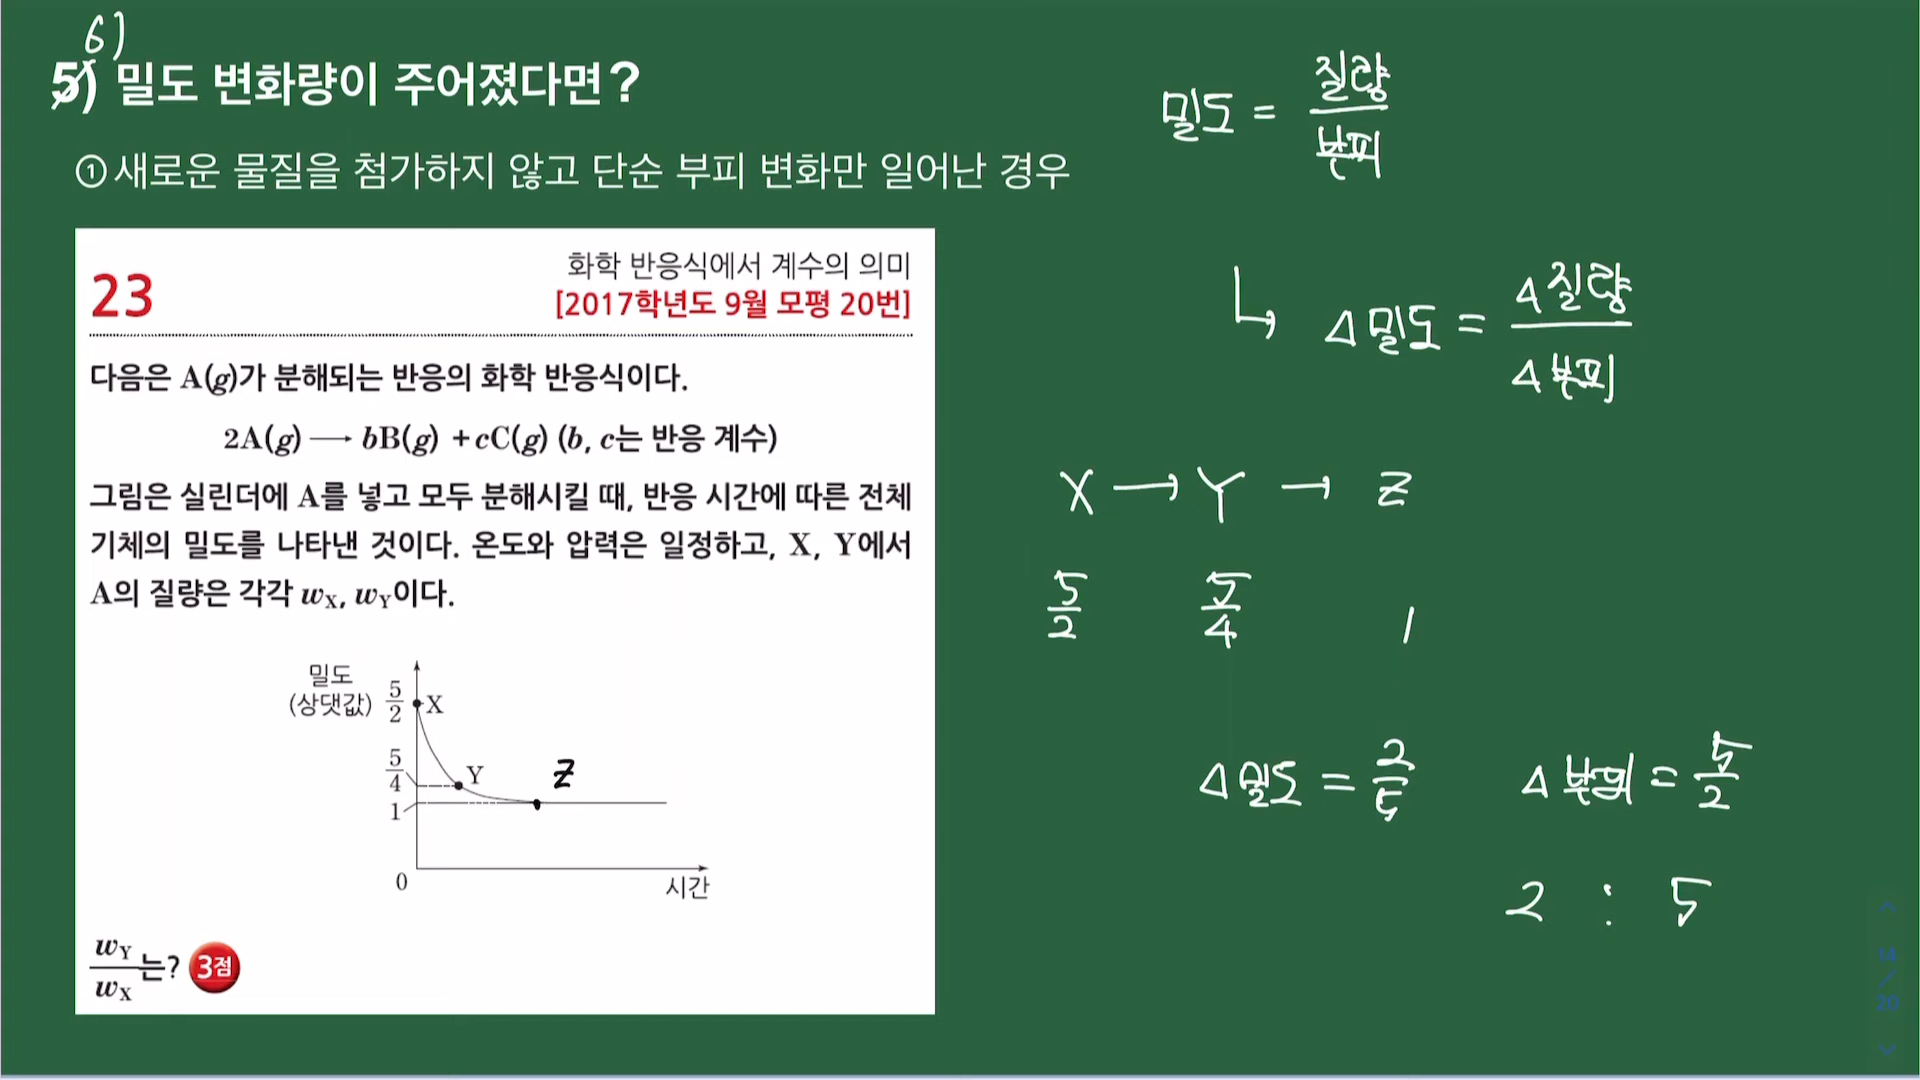 6)
5) 밀도 변화량이 주어졌다면?
① 새로운 물질을 첨가하지 않고 단순 부피 변화만 일어난 경우
23
화학 반응식에서 계수의 의미
[2017학년도 9월 모평 20번]
다음은 A(g)가 분해되는 반응의 화학 반응식이다.
2A(g) → bB(g) + cC(g) (b, c는 반응 계수)
그림은 실린더에 A를 넣고 모두 분해시킬 때, 반응 시간에 따른 전체
기체의 밀도를 나타낸 것이다. 온도와 압력은 일정하고, X, Y에서
A의 질량은 각각 wX, wY이다.
밀도
(상댓값)
5/2 X
5/4 Y Z
1
0
시간
wY/wX 는? 3점
밀도 = 질량/부피
↳ Δ밀도 = Δ질량/Δ부피
X → Y → Z
5/2 5/4 1
Δ밀도 = 2/5 Δ부피 = 5/2
2 : 5
14
/
20